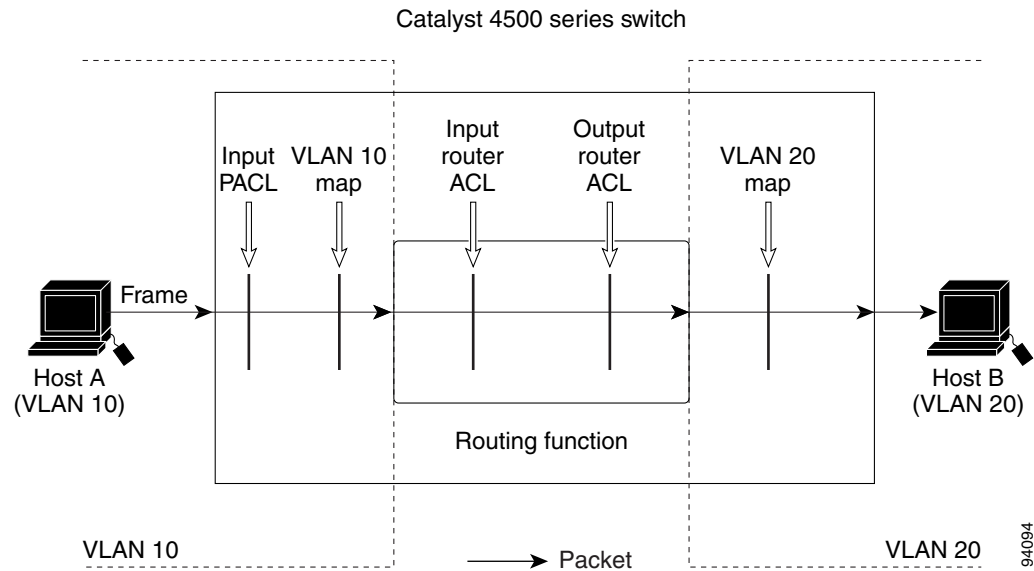 Catalyst 4500 series switch
Input
PACL
VLAN 10
map
Input
router
ACL
Output
router
ACL
VLAN 20
map
Frame
Host A
(VLAN 10)
Host B
(VLAN 20)
Routing function
VLAN 10
Packet
VLAN 20
94094